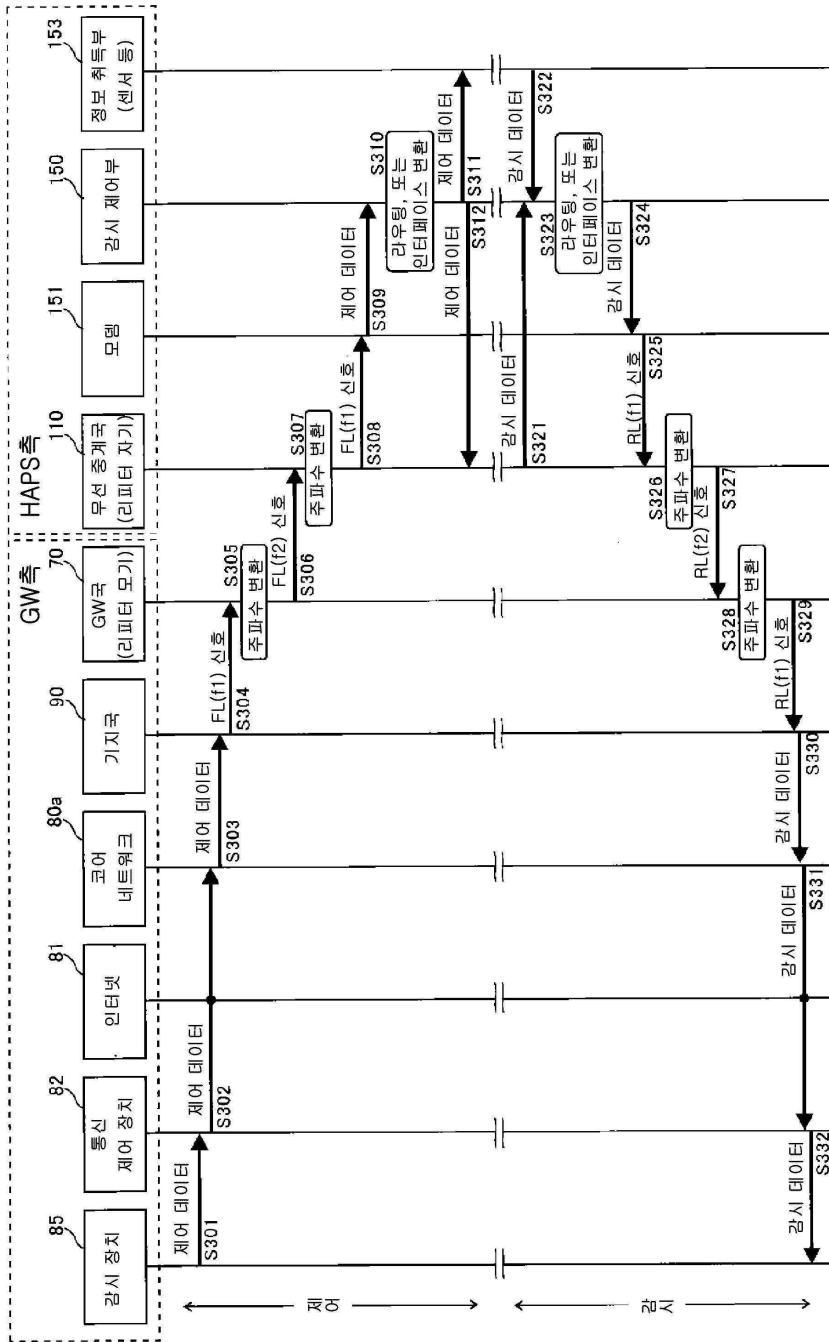 GW측
HAPS측
85
82
81
80a
90
70
110
151
150
153
감시 장치
통신
제어 장치
인터넷
코어
네트워크
기지국
GW국
(리피터 모기)
무선 중계국
(리피터 자기)
모뎀
감시 제어부
정보 취득부
(센서 등)
제어
제어 데이터
S301
제어 데이터
S302
제어 데이터
S303
FL(f1) 신호
S304
S305
주파수 변환
FL(f2) 신호
S306
S307
주파수 변환
FL(f1) 신호
S308
제어 데이터
S309
S310
라우팅, 또는
인터페이스 변환
제어 데이터
S311
제어 데이터
S312
감시
감시 데이터
S321
감시 데이터
S322
S323
라우팅, 또는
인터페이스 변환
감시 데이터
S324
RL(f1) 신호
S325
S326
주파수 변환
RL(f2) 신호
S327
S328
주파수 변환
RL(f1) 신호
S329
감시 데이터
S330
감시 데이터
S331
감시 데이터
S332